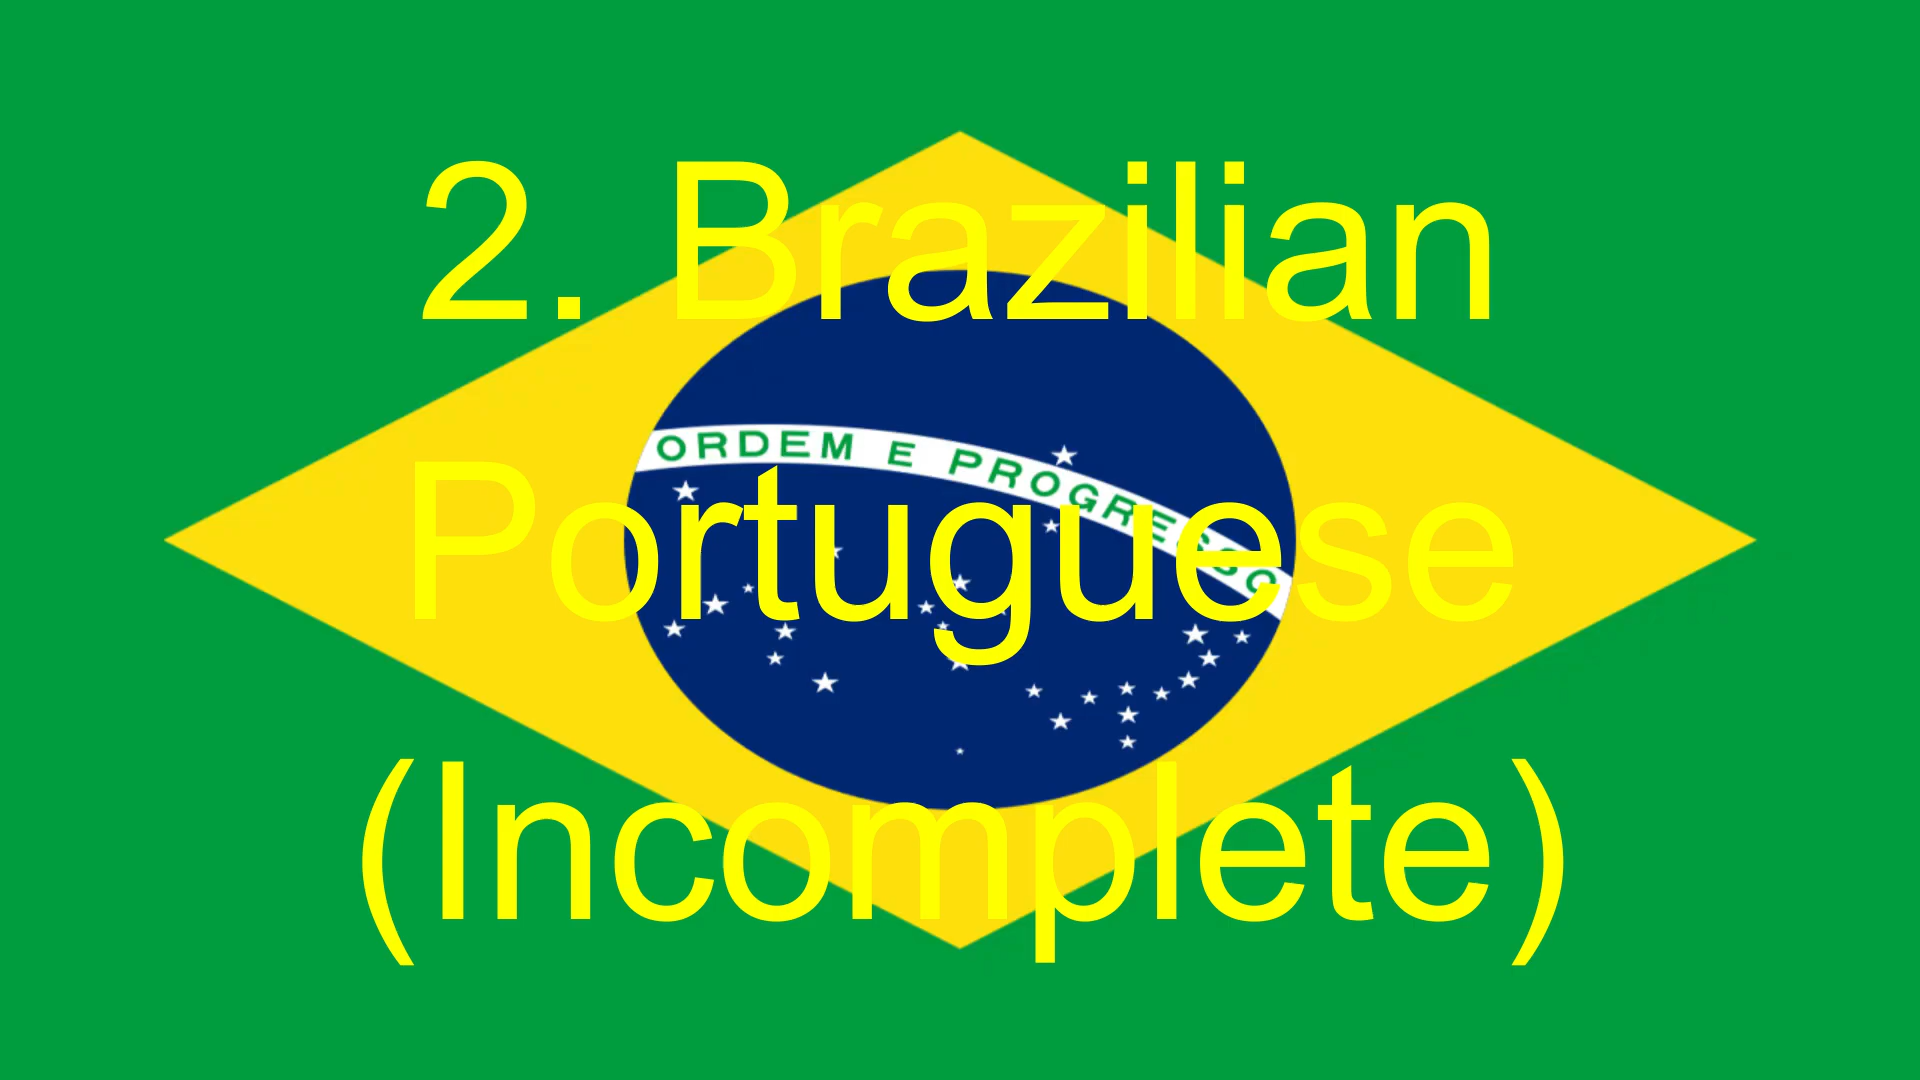 2. Brazilian
ORDEM E PROGRESSO
Portuguese
(Incomplete)